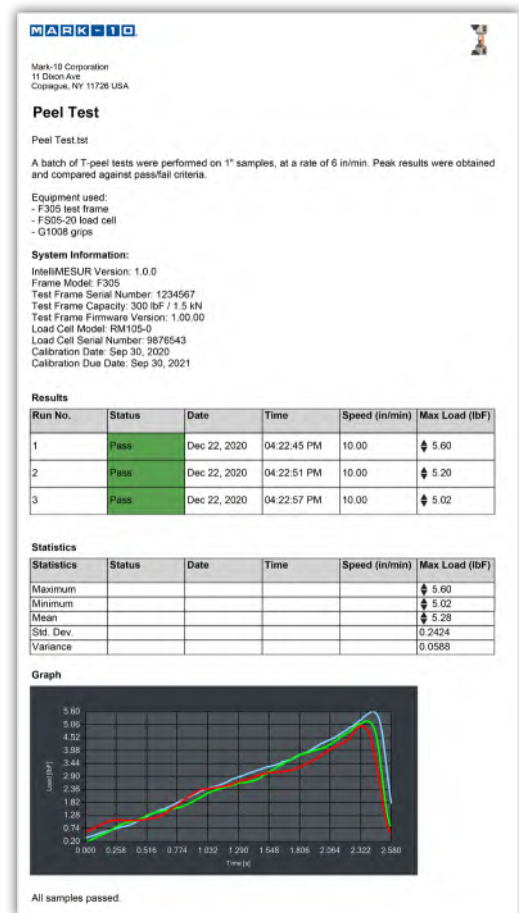 MARK-10
Mark-10 Corporation
11 Dixon Ave
Copiague, NY 11726 USA
Peel Test
Peel Test.tst
A batch of T-peel tests were performed on 1" samples, at a rate of 6 in/min. Peak results were obtained
and compared against pass/fail criteria.
Equipment used:
- F305 test frame
- FS05-20 load cell
- G1008 grips
System Information:
IntelliMESUR Version: 1.0.0
Frame Model: F305
Test Frame Serial Number: 1234567
Test Frame Capacity: 300 lbF / 1.5 kN
Test Frame Firmware Version: 1.00.00
Load Cell Model: RM105-0
Load Cell Serial Number: 9876543
Calibration Date: Sep 30, 2020
Calibration Due Date: Sep 30, 2021
Results
Run No. Status Date Time Speed (in/min) Max Load (lbF)
1 Pass Dec 22, 2020 04:22:45 PM 10.00 5.60
2 Pass Dec 22, 2020 04:22:51 PM 10.00 5.20
3 Pass Dec 22, 2020 04:22:57 PM 10.00 5.02
Statistics
Statistics Status Date Time Speed (in/min) Max Load (lbF)
Maximum 5.60
Minimum 5.02
Mean 5.28
Std. Dev. 0.2424
Variance 0.0588
Graph
5.60
5.06
4.52
3.98
3.44
2.90
2.36
1.82
1.28
0.74
0.20
Load [lbF]
0.000 0.258 0.516 0.774 1.032 1.290 1.548 1.806 2.064 2.322 2.580
Time [s]
All samples passed.